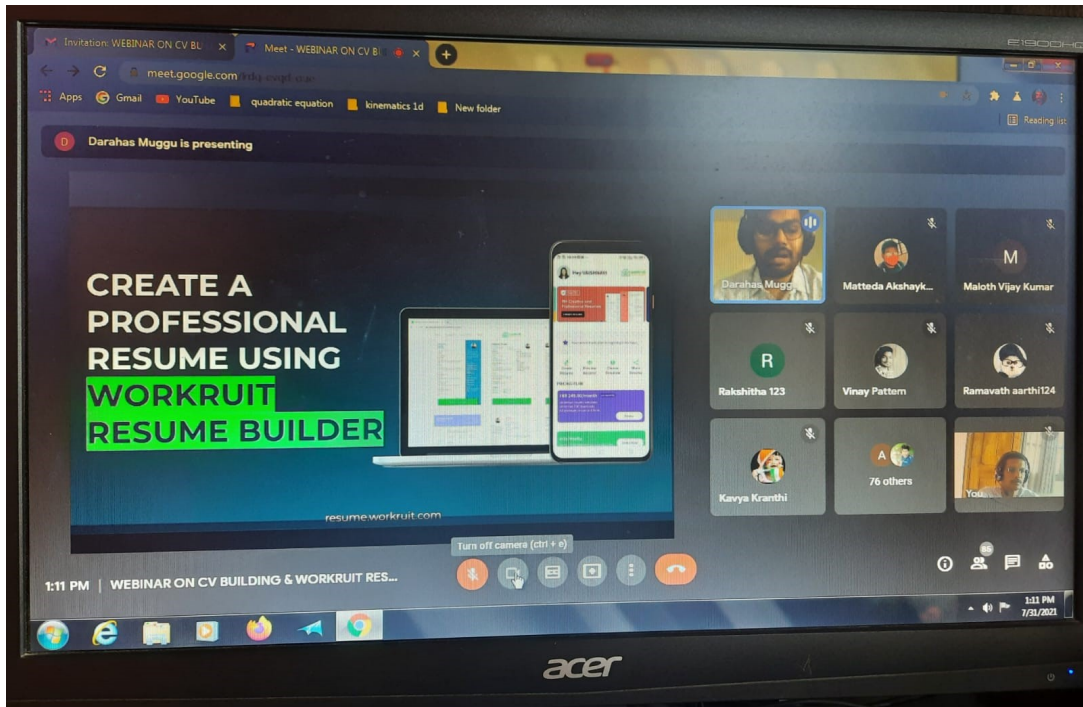 E1900HQ
Invitation: WEBINAR ON CV BU
Meet - WEBINAR ON CV B
meet.google.com
Apps Gmail YouTube quadratic equation kinematics 1d New folder
Reading list
D Darahas Muggu is presenting
CREATE A
PROFESSIONAL
RESUME USING
WORKRUIT
RESUME BUILDER
resume.workruit.com
Darahas Mugg
Matteda Akshayk...
M
Maloth Vijay Kumar
R
Rakshitha 123
Vinay Pattem
Ramavath aarthi124
Kavya Kranthi
A
76 others
You
Turn off camera (ctrl + e)
85
1:11 PM | WEBINAR ON CV BUILDING & WORKRUIT RES...
1:11 PM
7/31/2021
acer